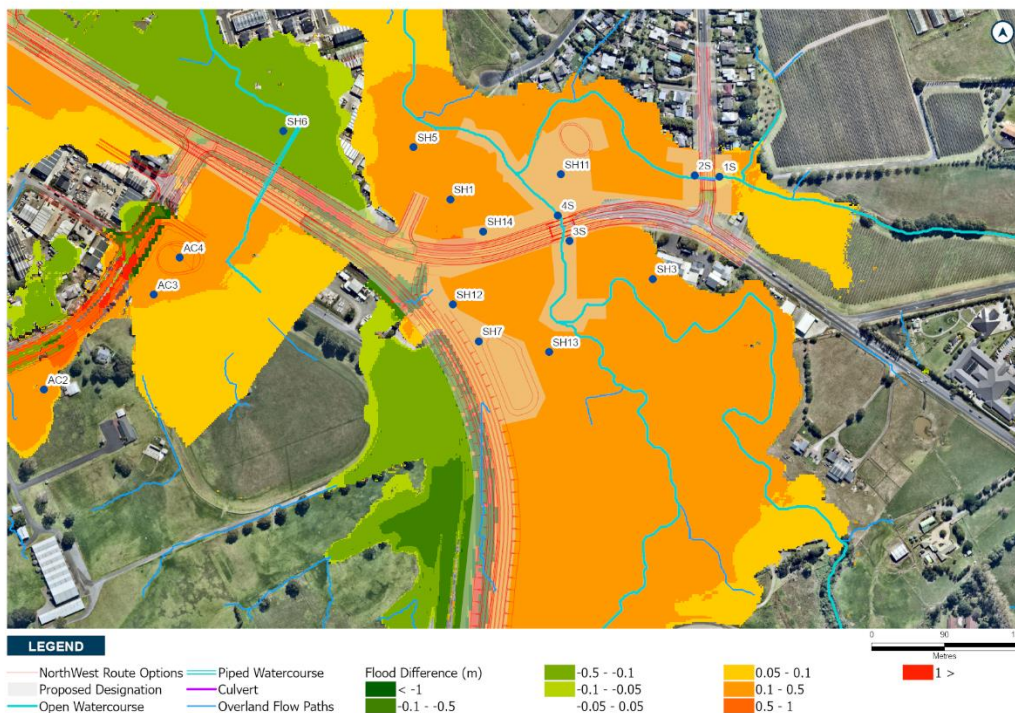 SH6
SH5
2S
1S
SH11
SH1
4S
SH14
3S
AC4
SH3
AC3
SH12
SH7
SH13
AC2
LEGEND
0 90
Metres
NorthWest Route Options
Proposed Designation
Open Watercourse
Piped Watercourse
Culvert
Overland Flow Paths
Flood Difference (m)
< -1
-0.1 - -0.5
-0.5 - -0.1
-0.1 - -0.05
-0.05 - 0.05
0.05 - 0.1
0.1 - 0.5
0.5 - 1
1 >